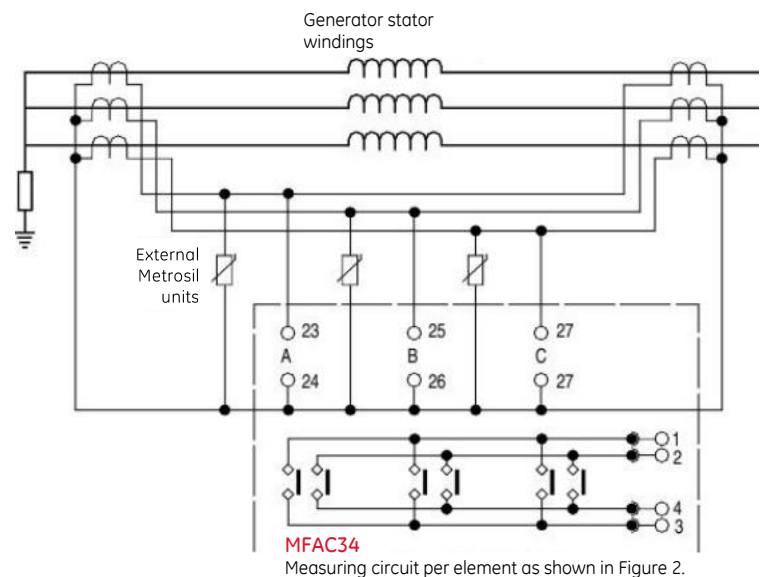 Generator stator
windings
External
Metrosil
units
23
25
27
A
B
C
24
26
27
1
2
4
3
MFAC34
Measuring circuit per element as shown in Figure 2.